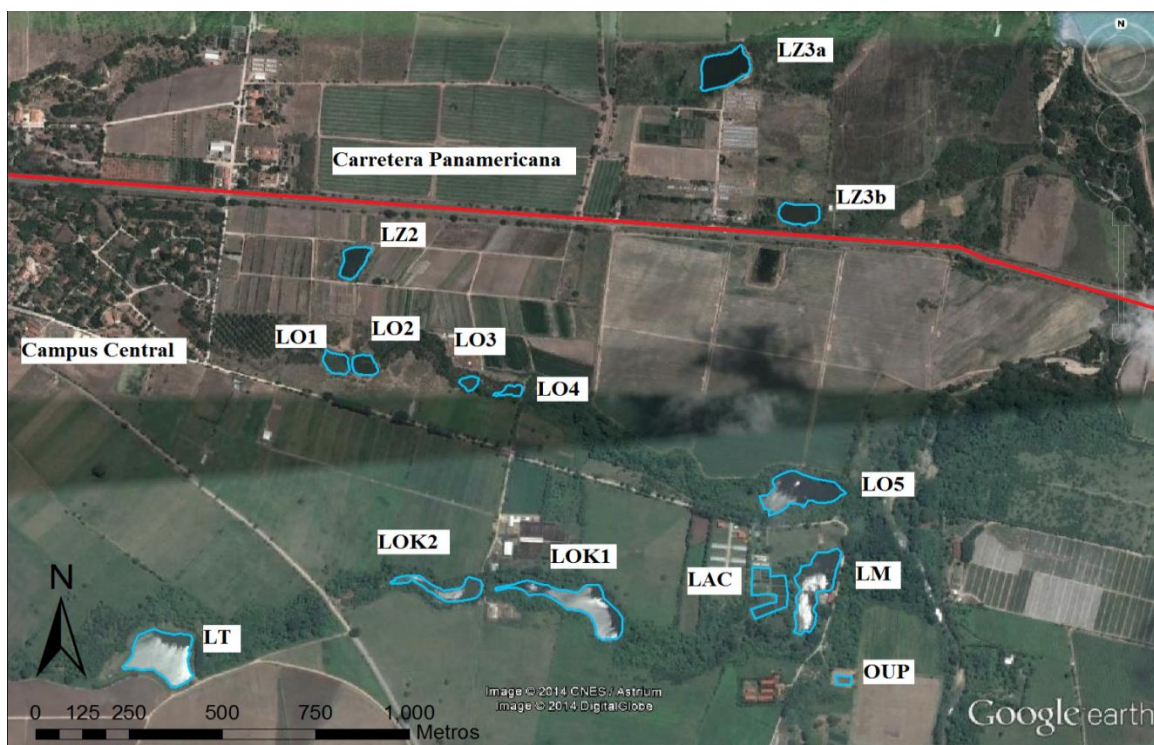 N
LZ3a
Carretera Panamericana
LZ3b
LZ2
LO1
LO2
LO3
Campus Central
LO4
LO5
LOK2
LOK1
LAC
LM
N
LT
OUP
Image © 2014 CNES / Astrium
Image © 2014 DigitalGlobe
Google earth
0 125 250 500 750 1.000
Metros